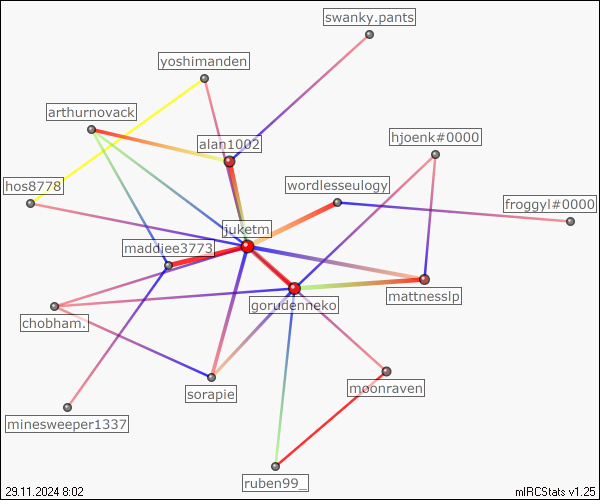 swanky.pants
yoshimanden
arthurnovack
hjoenk#0000
alan1002
hos8778
wordlesseulogy
froggyl#0000
juketm
maddiee3773
mattnesslp
gorudenneko
chobham.
moonraven
sorapie
minesweeper1337
ruben99_
29.11.2024 8:02
mIRCStats v1.25